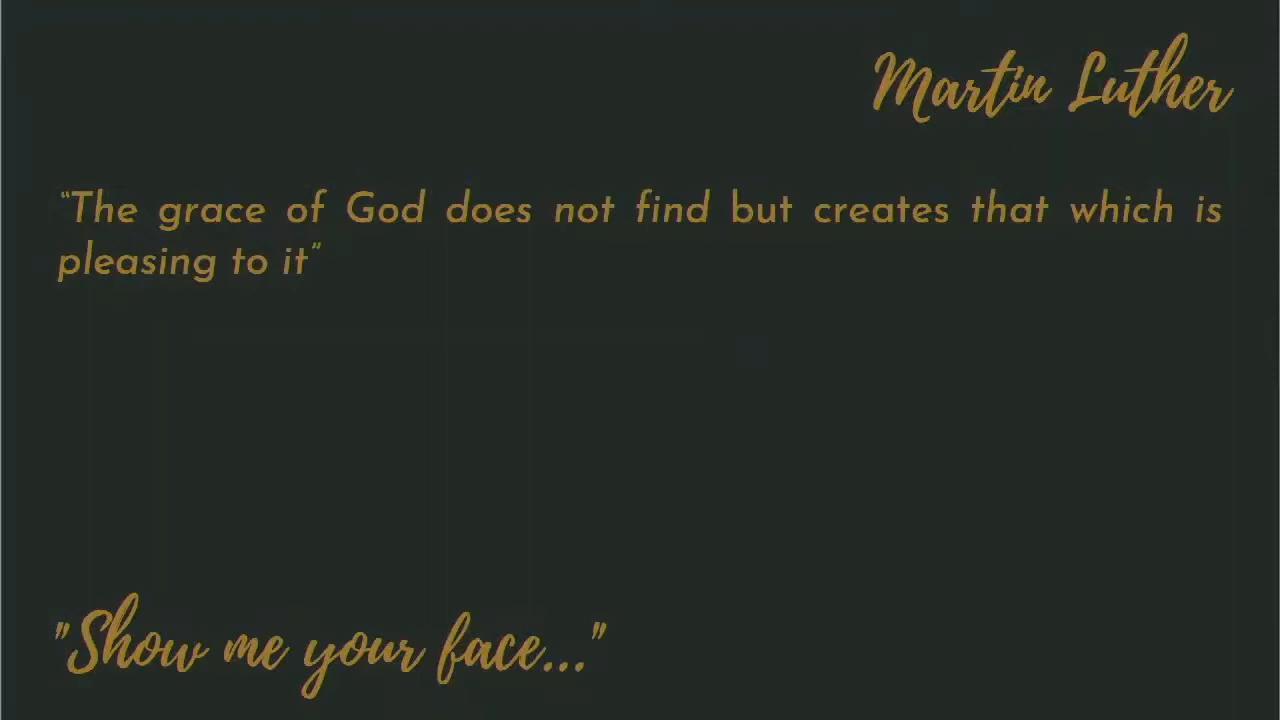 Martin Luther
“The grace of God does not find but creates that which is
pleasing to it”
"Show me your face..."